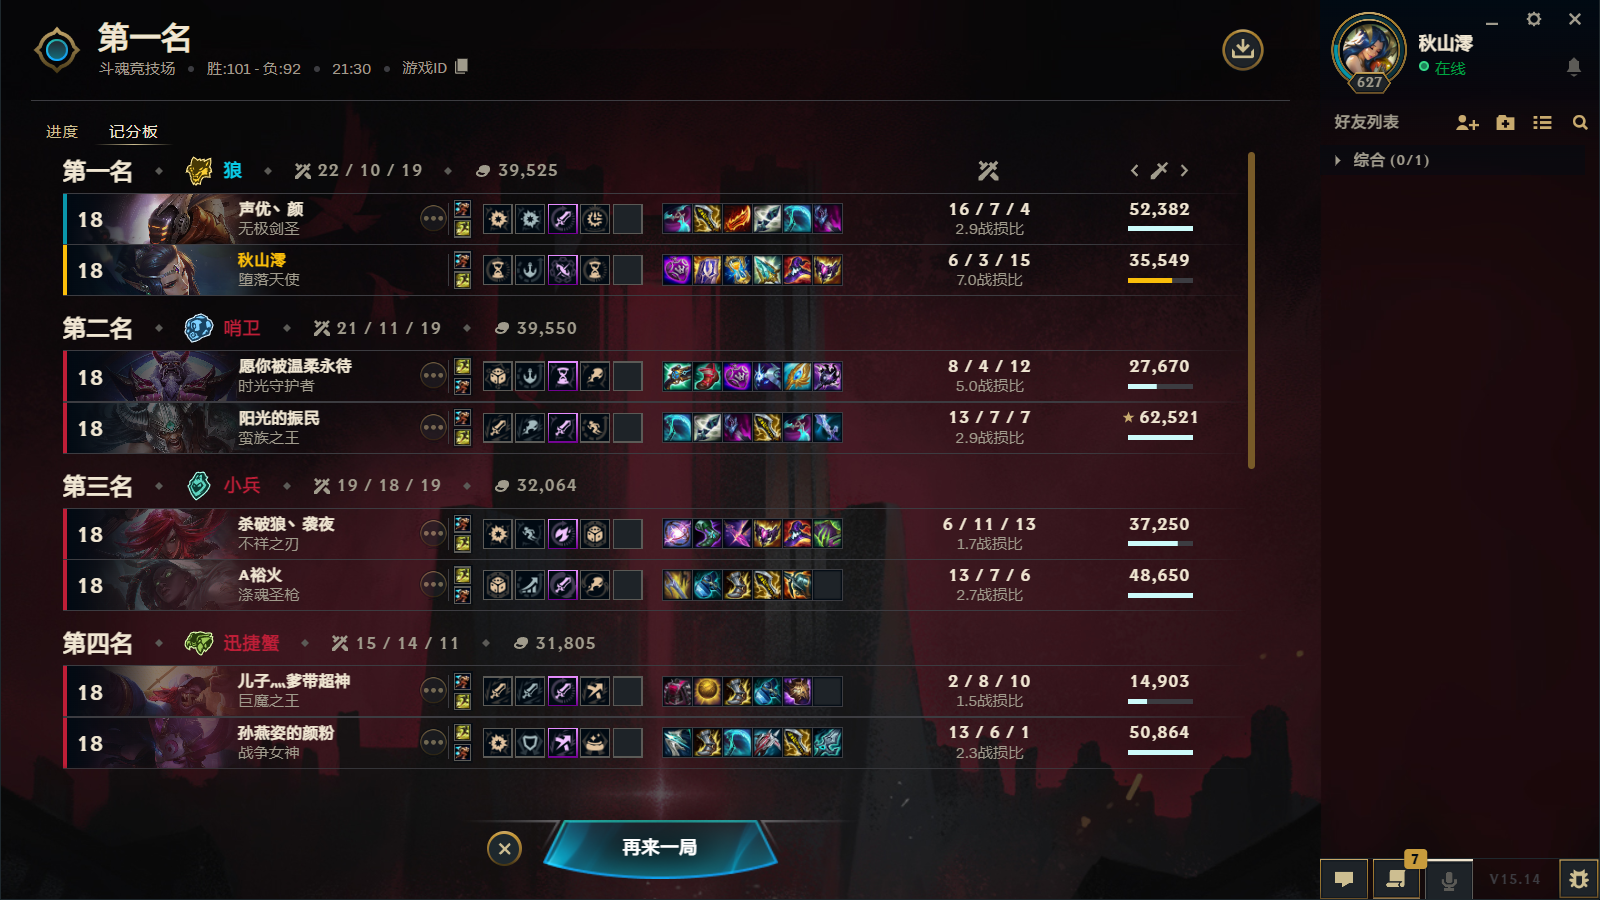 第一名
斗魂竞技场 • 胜:101 - 负:92 • 21:30 • 游戏ID
秋山澪
在线
627
好友列表
综合 (0/1)
进度 记分板
第一名 狼 22 / 10 / 19 39,525
18 声优丶颜 16 / 7 / 4 52,382
无极剑圣 2.9战损比
18 秋山澪 6 / 3 / 15 35,549
堕落天使 7.0战损比
第二名 哨卫 21 / 11 / 19 39,550
18 愿你被温柔永待 8 / 4 / 12 27,670
时光守护者 5.0战损比
18 阳光的振民 13 / 7 / 7 62,521
蛮族之王 2.9战损比
第三名 小兵 19 / 18 / 19 32,064
18 杀破狼丶袭夜 6 / 11 / 13 37,250
不祥之刃 1.7战损比
18 A裕火 13 / 7 / 6 48,650
涤魂圣枪 2.7战损比
第四名 迅捷蟹 15 / 14 / 11 31,805
18 儿子灬爹带超神 2 / 8 / 10 14,903
巨魔之王 1.5战损比
18 孙燕姿的颜粉 13 / 6 / 1 50,864
战争女神 2.3战损比
再来一局
7
V15.14